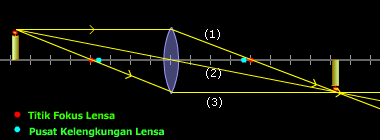 (1)
(2)
(3)
Titik Fokus Lensa
Pusat Kelengkungan Lensa